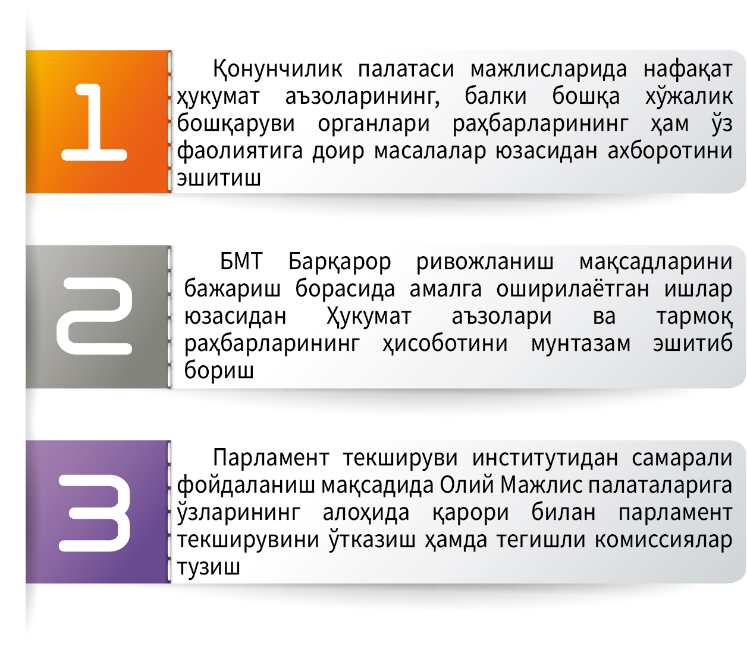 1
Қонунчилик палатаси мажлисларида нафақат
ҳукумат аъзоларининг, балки бошқа хўжалик
бошқаруви органлари раҳбарларининг ҳам ўз
фаолиятига доир масалалар юзасидан ахборотини
эшитиш
2
БМТ Барқарор ривожланиш мақсадларини
бажариш борасида амалга оширилаётган ишлар
юзасидан Ҳукумат аъзолари ва тармоқ
раҳбарларининг ҳисоботини мунтазам эшитиб
бориш
3
Парламент текшируви институтидан самарали
фойдаланиш мақсадида Олий Мажлис палаталарига
ўзларининг алоҳида қарори билан парламент
текширувини ўтказиш ҳамда тегишли комиссиялар
тузиш